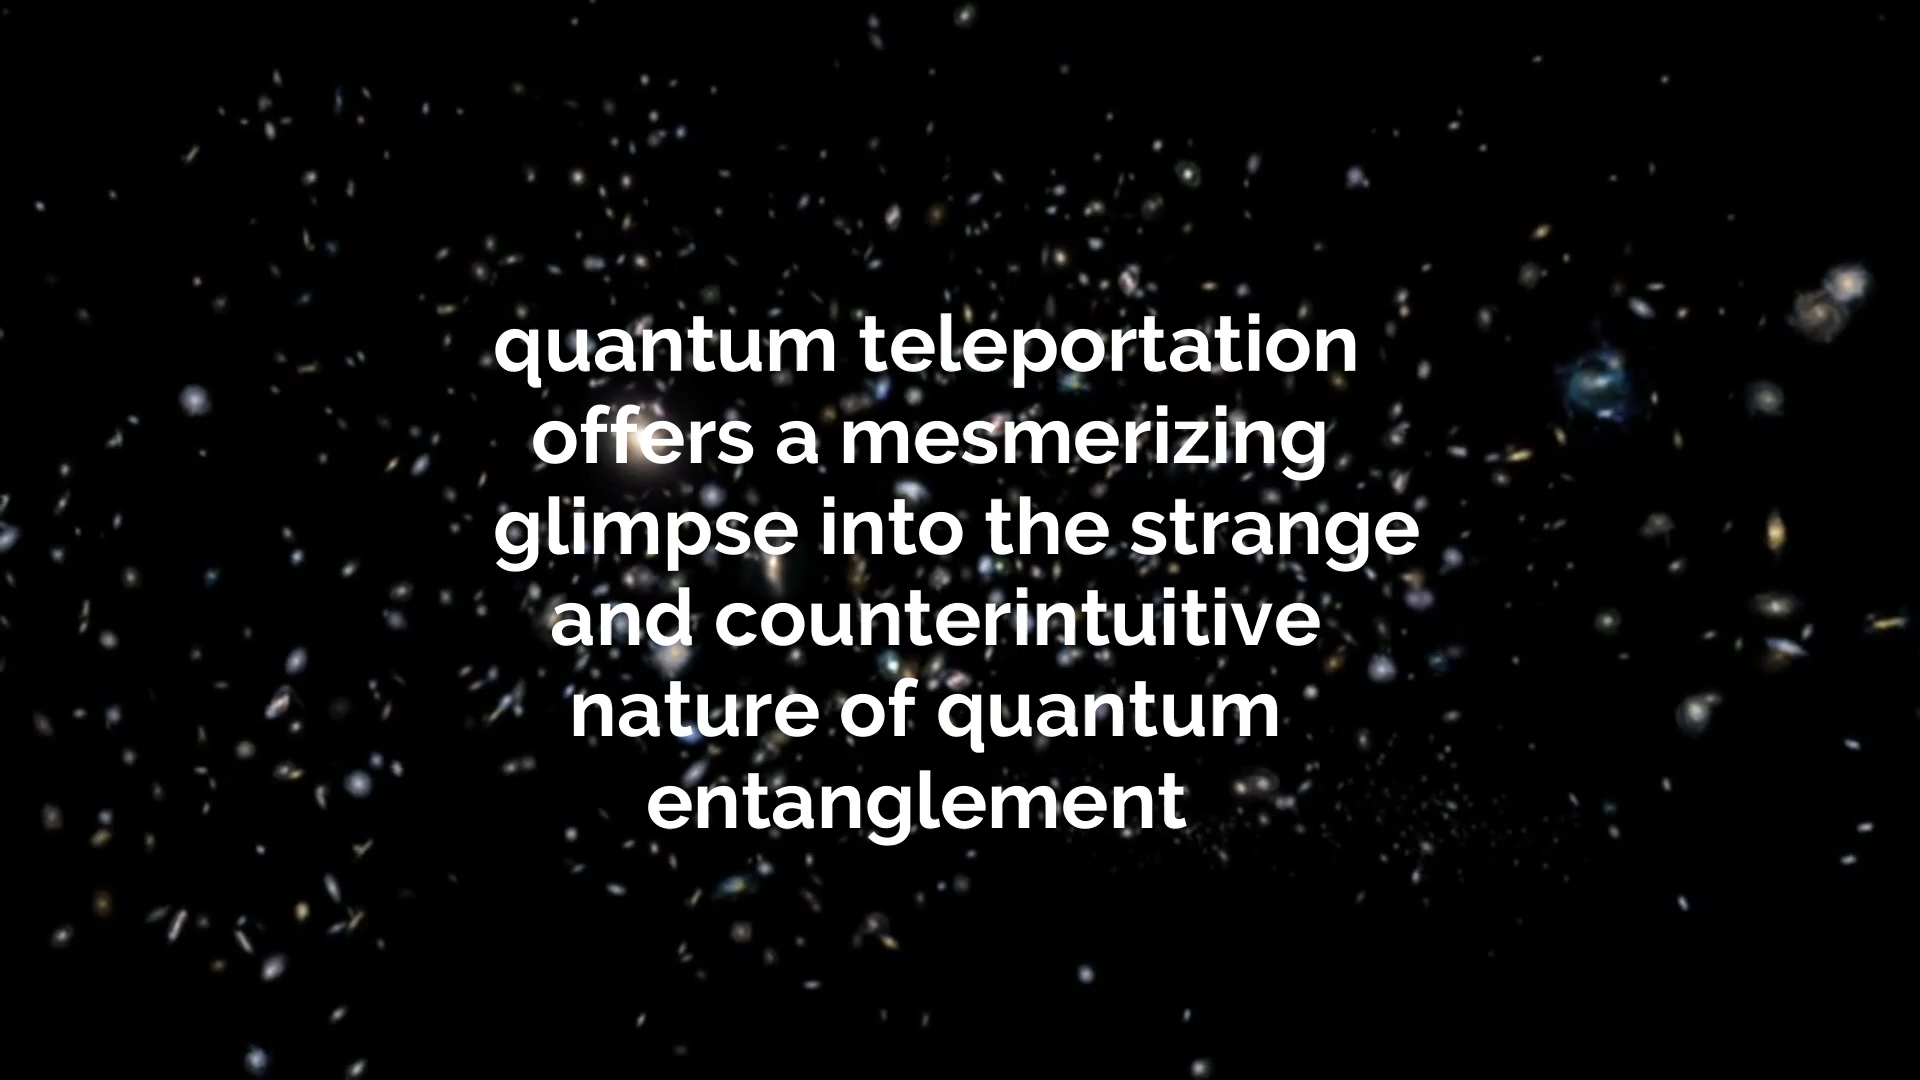 quantum teleportation
offers a mesmerizing
glimpse into the strange
and counterintuitive
nature of quantum
entanglement